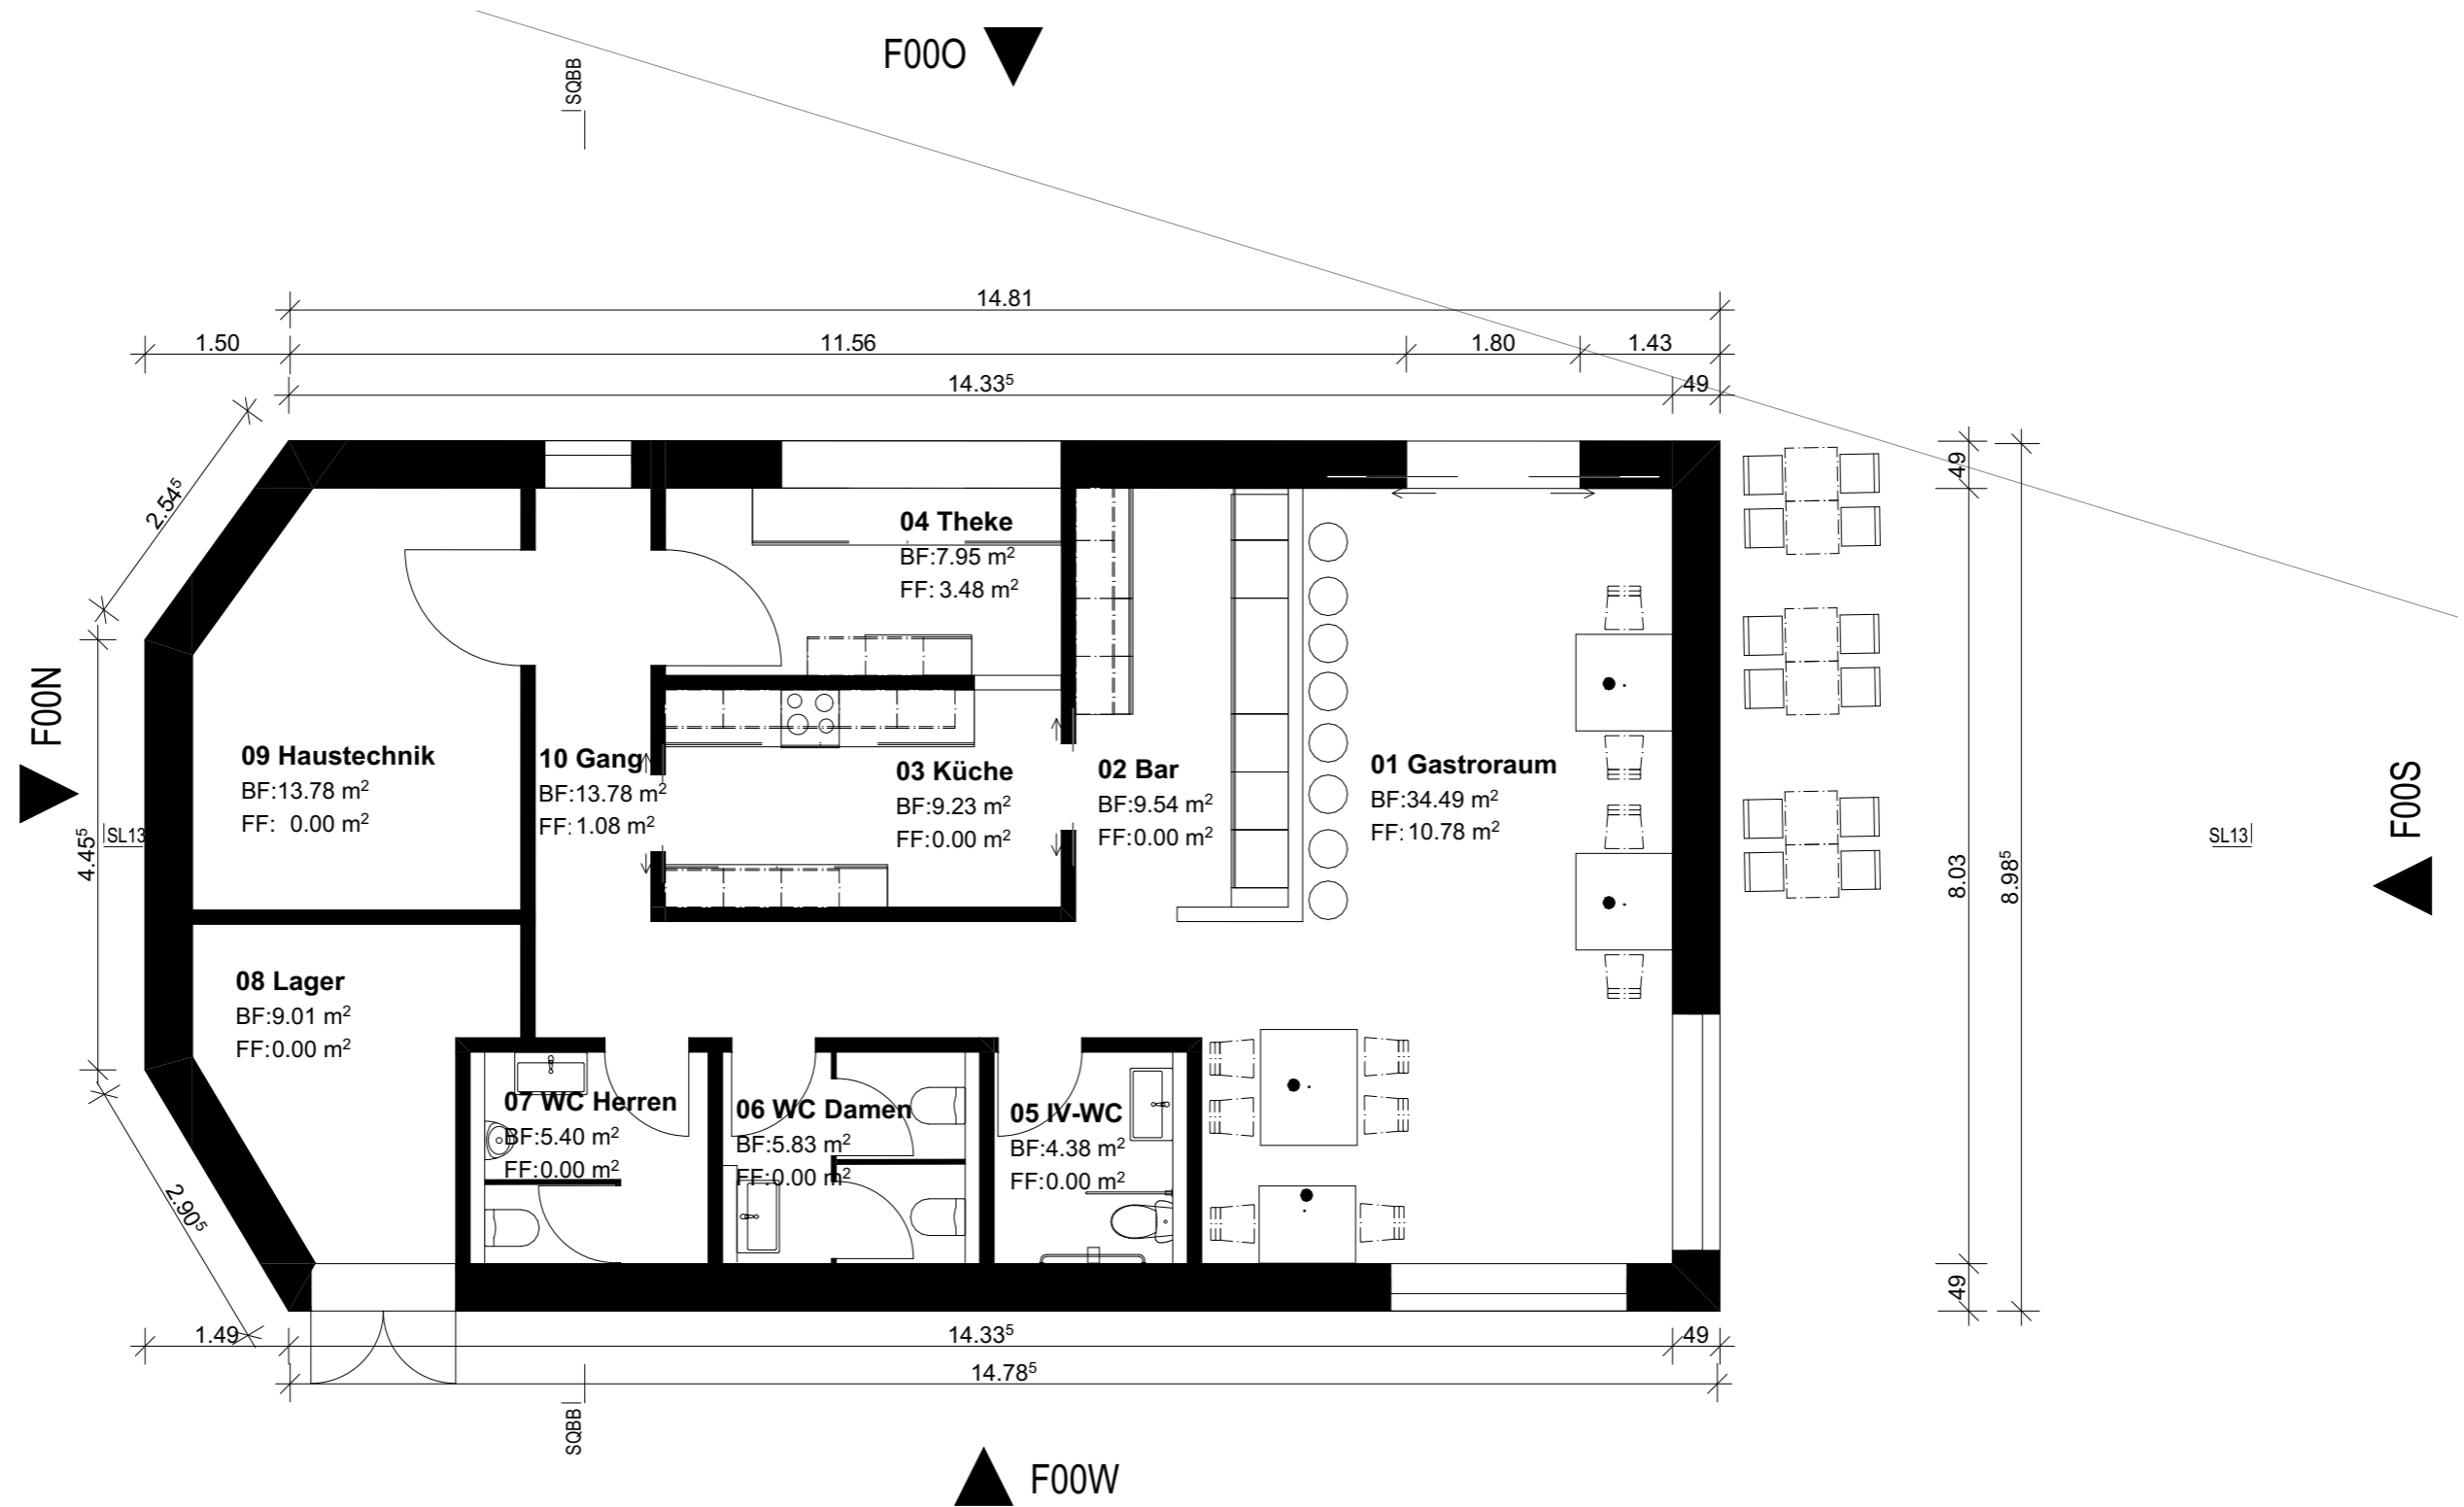 F00O
SQBB
14.81
1.50
11.56
1.80
1.43
14.33⁵
49
2.54⁵
04 Theke
BF:7.95 m²
FF: 3.48 m²
49
F00N
4.45⁵
SL13
09 Haustechnik
BF:13.78 m²
FF: 0.00 m²
10 Gang
BF:13.78 m²
FF: 1.08 m²
03 Küche
BF:9.23 m²
FF:0.00 m²
02 Bar
BF:9.54 m²
FF:0.00 m²
01 Gastroraum
BF:34.49 m²
FF: 10.78 m²
8.03
8.98⁵
SL13
F00S
08 Lager
BF:9.01 m²
FF:0.00 m²
07 WC Herren
BF:5.40 m²
FF:0.00 m²
06 WC Damen
BF:5.83 m²
FF:0.00 m²
05 IV-WC
BF:4.38 m²
FF:0.00 m²
2.90⁵
49
1.49
14.33⁵
49
14.78⁵
SQBB
F00W